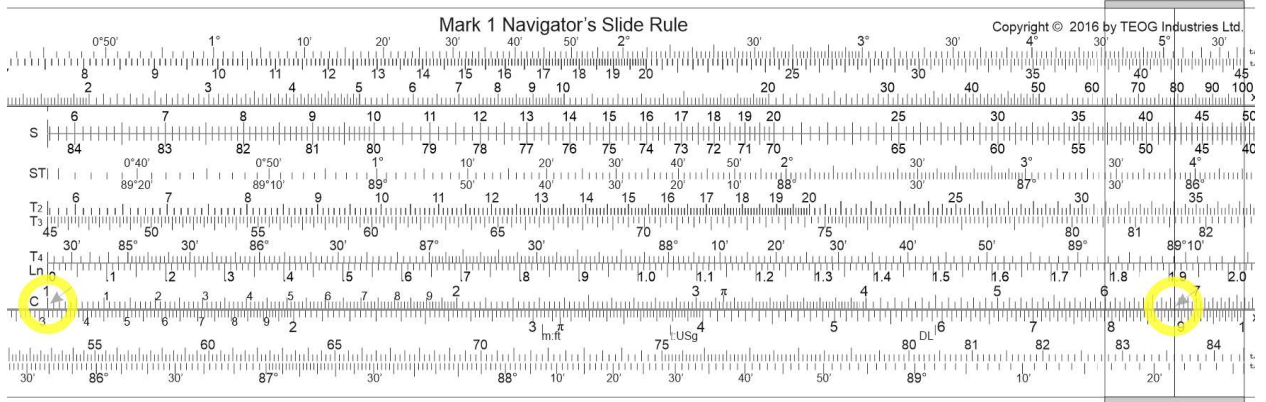 Mark 1 Navigator's Slide Rule
Copyright © 2016 by TEOG Industries Ltd.
0°50' 1° 10' 20' 30' 40' 50' 2° 30' 3° 30' 4° 30' 5° 30'
8 9 10 11 12 13 14 15 16 17 18 19 20 25 30 35 40 45
2 3 4 5 6 7 8 9 10 20 30 40 50 60 70 80 90 100
6 7 8 9 10 11 12 13 14 15 16 17 18 19 20 25 30 35 40 45 50
S
84 83 82 81 80 79 78 77 76 75 74 73 72 71 70 65 60 55 50 45 40
0°40' 0°50' 1° 10' 20' 30' 40' 50' 2° 30' 3° 30' 4°
ST
89°20' 89°10' 89° 50' 40' 30' 20' 10' 88° 30' 87° 30' 86°
6 7 8 9 10 11 12 13 14 15 16 17 18 19 20 25 30 35
T2
T3
45 50 55 60 65 70 75 80 81 82
30' 85° 30' 86° 30' 87° 30' 88° 10' 20' 30' 40' 50' 89° 89°10'
T4
Ln 0 .1 .2 .3 .4 .5 .6 .7 .8 .9 1.0 1.1 1.2 1.3 1.4 1.5 1.6 1.7 1.8 1.9 2.0
C 1 1 2 3 4 5 6 7 8 9 2 3 π 4 5 6 7
3 4 5 6 7 8 9 2 3 π 4 5 6 7 8 9 1
m:ft l:USg DL
55 60 65 70 75 80 81 82 83 84
30' 86° 30' 87° 30' 88° 10' 20' 30' 40' 50' 89° 10' 20'